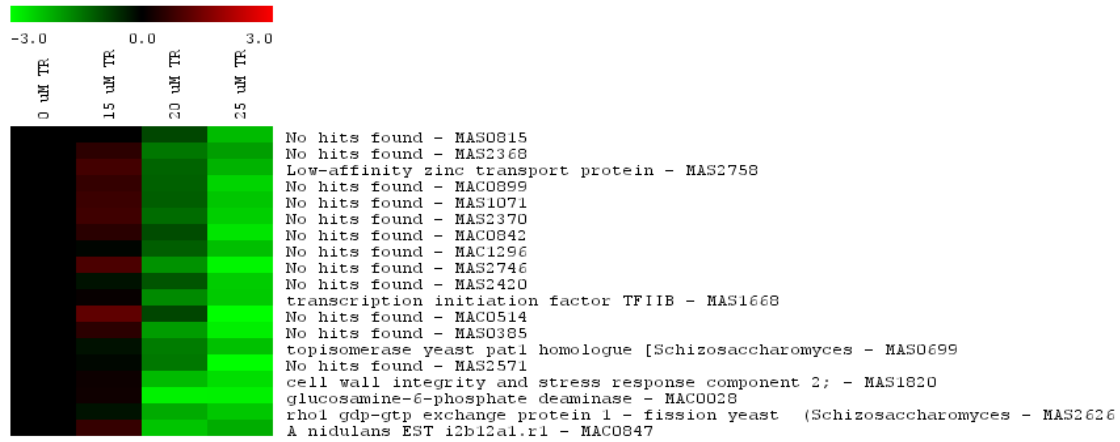 -3.0 0.0 3.0
0 uM TR
15 uM TR
20 uM TR
25 uM TR
No hits found - MAS0815
No hits found - MAS2368
Low-affinity zinc transport protein - MAS2758
No hits found - MAC0899
No hits found - MAS1071
No hits found - MAS2370
No hits found - MAC0842
No hits found - MAC1296
No hits found - MAS2746
No hits found - MAS2420
transcription initiation factor TFIIB - MAS1668
No hits found - MAC0514
No hits found - MAS0385
topisomerase yeast pat1 homologue [Schizosaccharomyces - MAS0699
No hits found - MAS2571
cell wall integrity and stress response component 2; - MAS1820
glucosamine-6-phosphate deaminase - MAC0028
rho1 gdp-gtp exchange protein 1 - fission yeast (Schizosaccharomyces - MAS2626
A nidulans EST i2b12a1.r1 - MAC0847